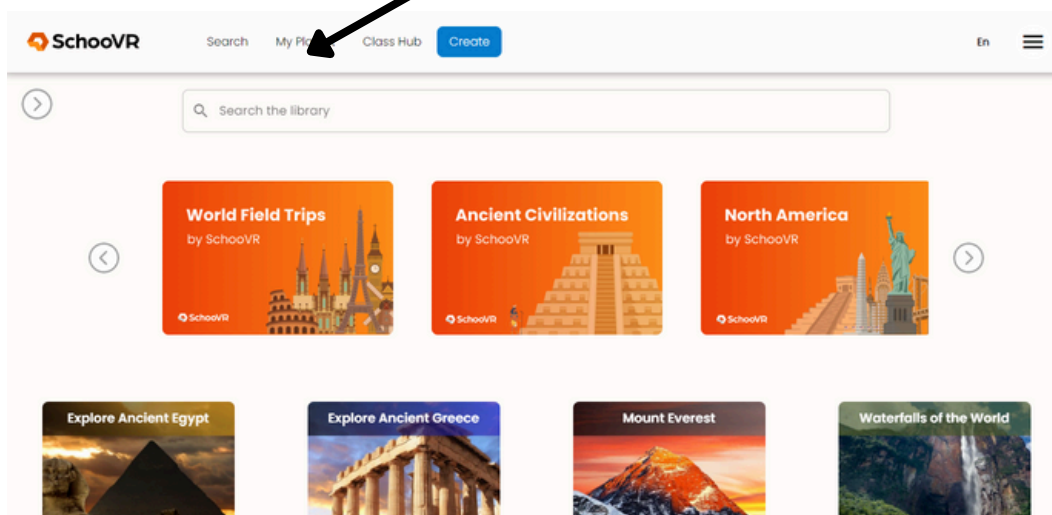 SchooVR
Search
My
Class Hub
Create
En
Search the library
World Field Trips
by SchooVR
SchooVR
Ancient Civilizations
by SchooVR
SchooVR
North America
by SchooVR
SchooVR
Explore Ancient Egypt
Explore Ancient Greece
Mount Everest
Waterfalls of the World